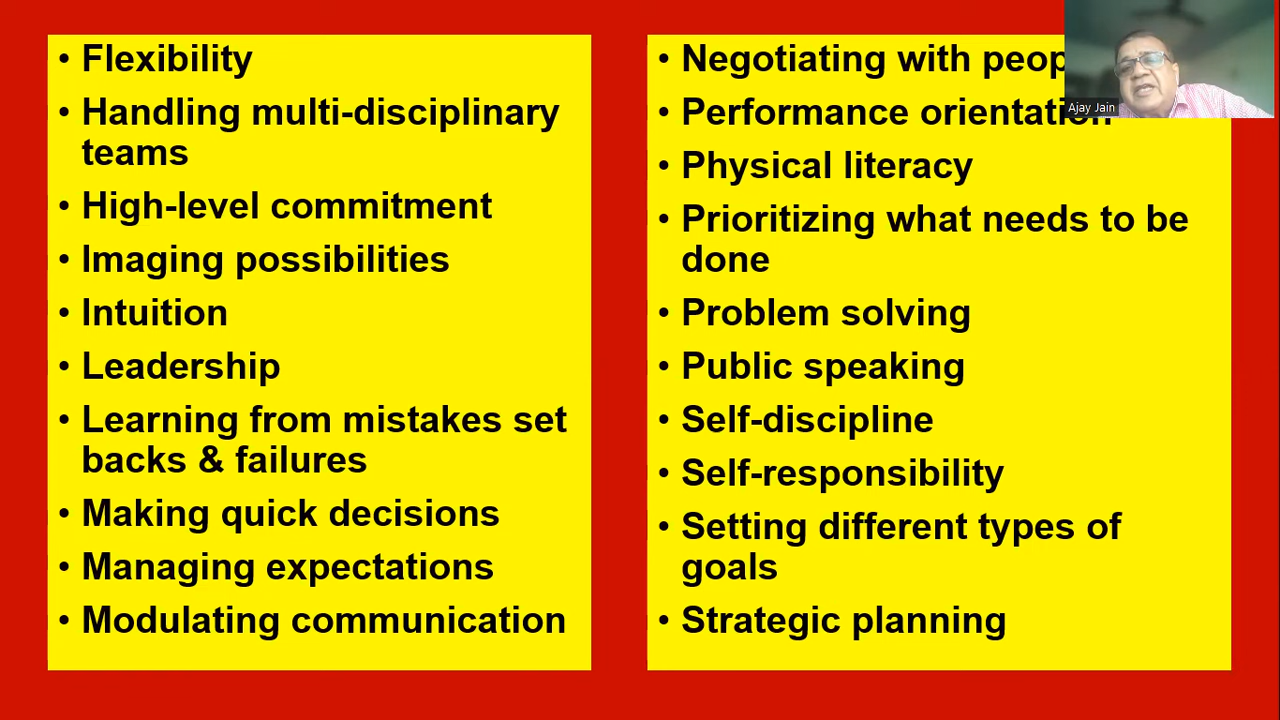 • Flexibility
• Handling multi-disciplinary
teams
• High-level commitment
• Imaging possibilities
• Intuition
• Leadership
• Learning from mistakes set
backs & failures
• Making quick decisions
• Managing expectations
• Modulating communication
• Negotiating with
• Performance orientation
• Physical literacy
• Prioritizing what needs to be
done
• Problem solving
• Public speaking
• Self-discipline
• Self-responsibility
• Setting different types of
goals
• Strategic planning
Ajay Jain